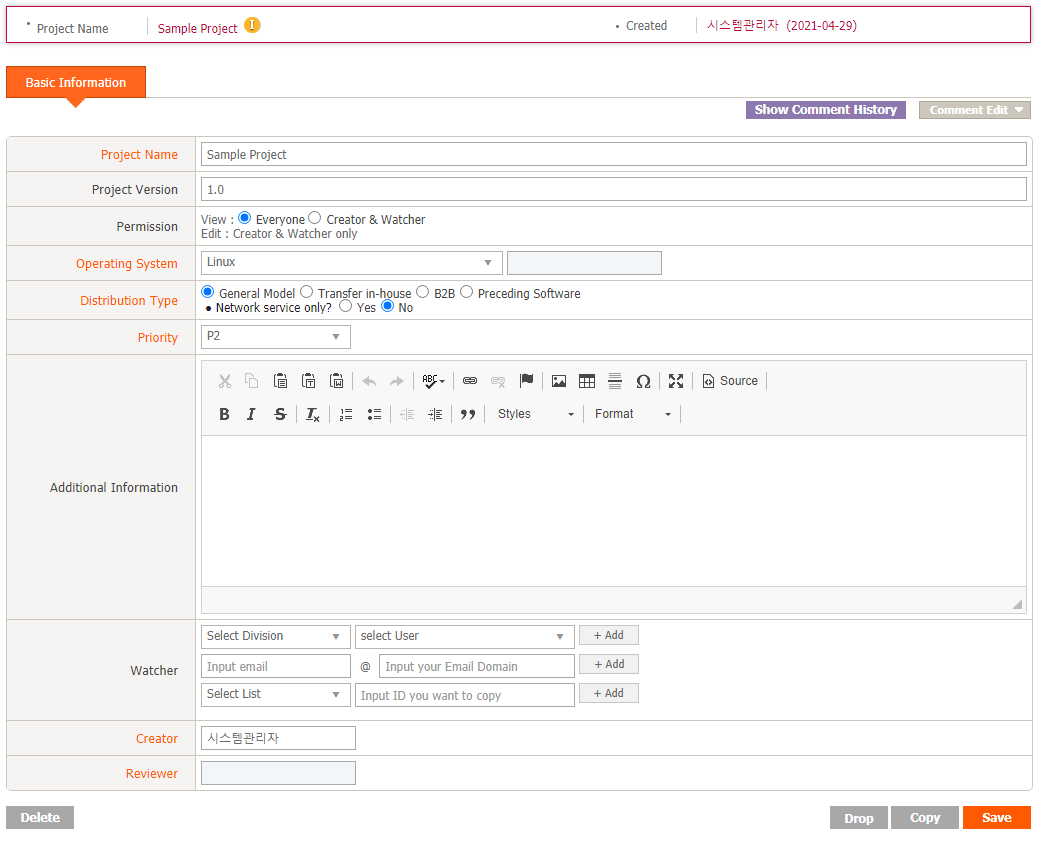 Project Name Sample Project I Created 시스템관리자 (2021-04-29)
Basic Information
Show Comment History Comment Edit
Project Name Sample Project
Project Version 1.0
Permission View : Everyone Creator & Watcher
Edit : Creator & Watcher only
Operating System Linux
Distribution Type General Model Transfer in-house B2B Preceding Software
• Network service only? Yes No
Priority P2
ABC Source
B I S Tx Styles Format
Additional Information
Watcher
Select Division select User + Add
Input email @ Input your Email Domain + Add
Select List Input ID you want to copy + Add
Creator 시스템관리자
Reviewer
Delete Drop Copy Save